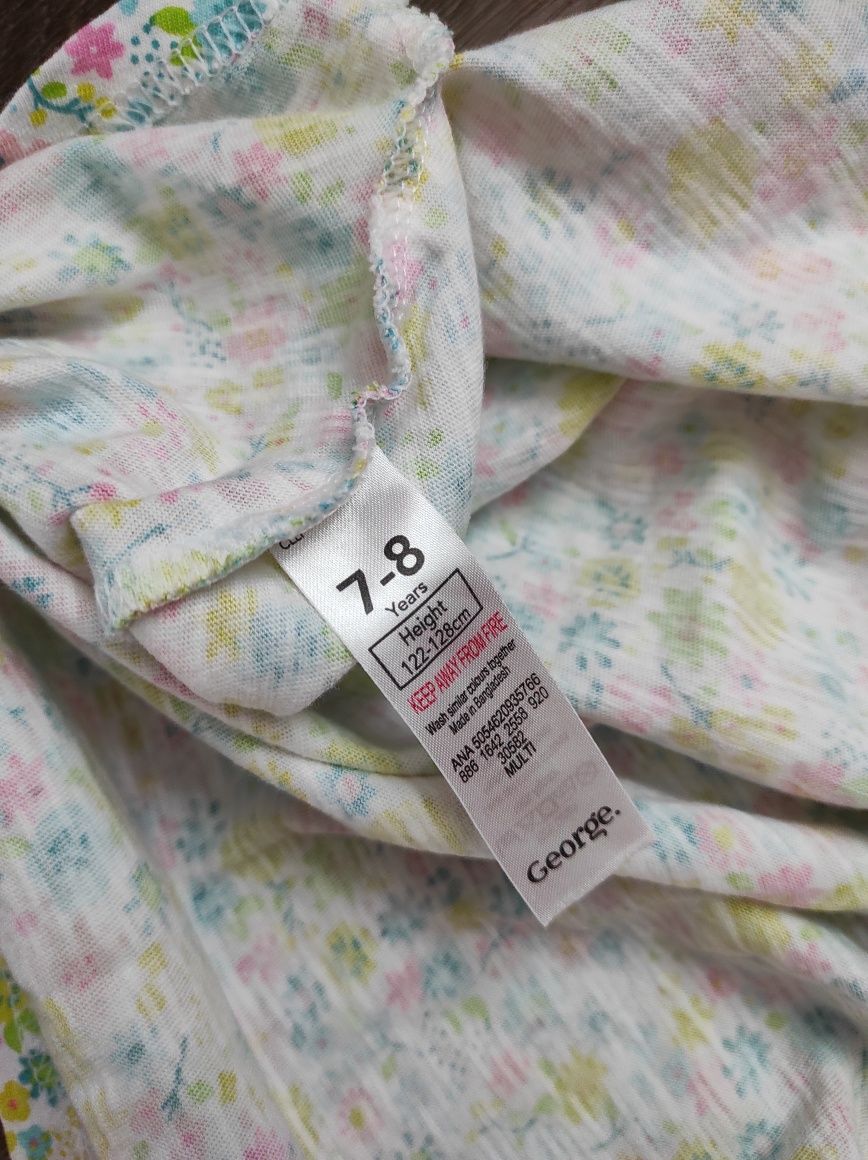 7-8
Years
Height
122-128cm
KEEP AWAY FROM FIRE
Wash similar colours together
Made in Bangladesh
ANA 5054620935766
886 1642 2558 920
30582
MULTI
George.